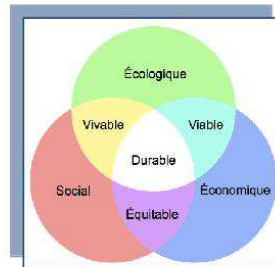 Écologique
Vivable
Viable
Durable
Social
Économique
Équitable